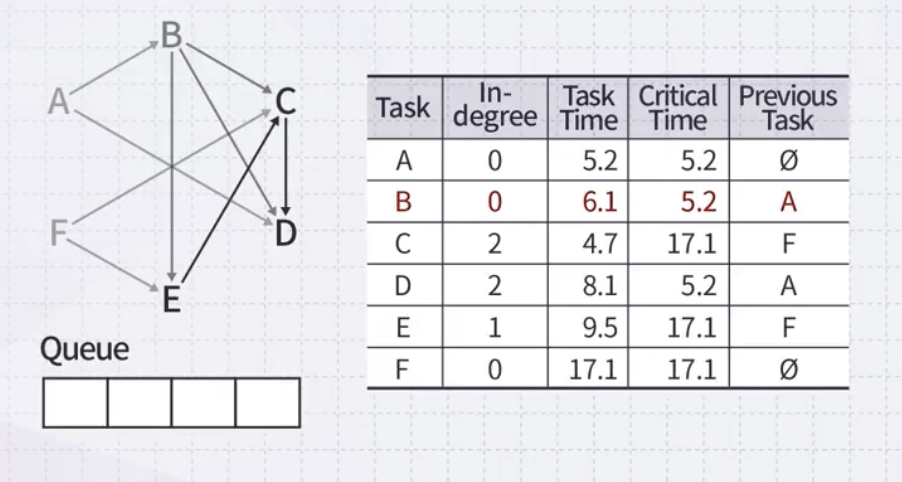 B
A
C
F
D
E
Queue
Task In-degree Task Time Critical Time Previous Task
A 0 5.2 5.2 Ø
B 0 6.1 5.2 A
C 2 4.7 17.1 F
D 2 8.1 5.2 A
E 1 9.5 17.1 F
F 0 17.1 17.1 Ø